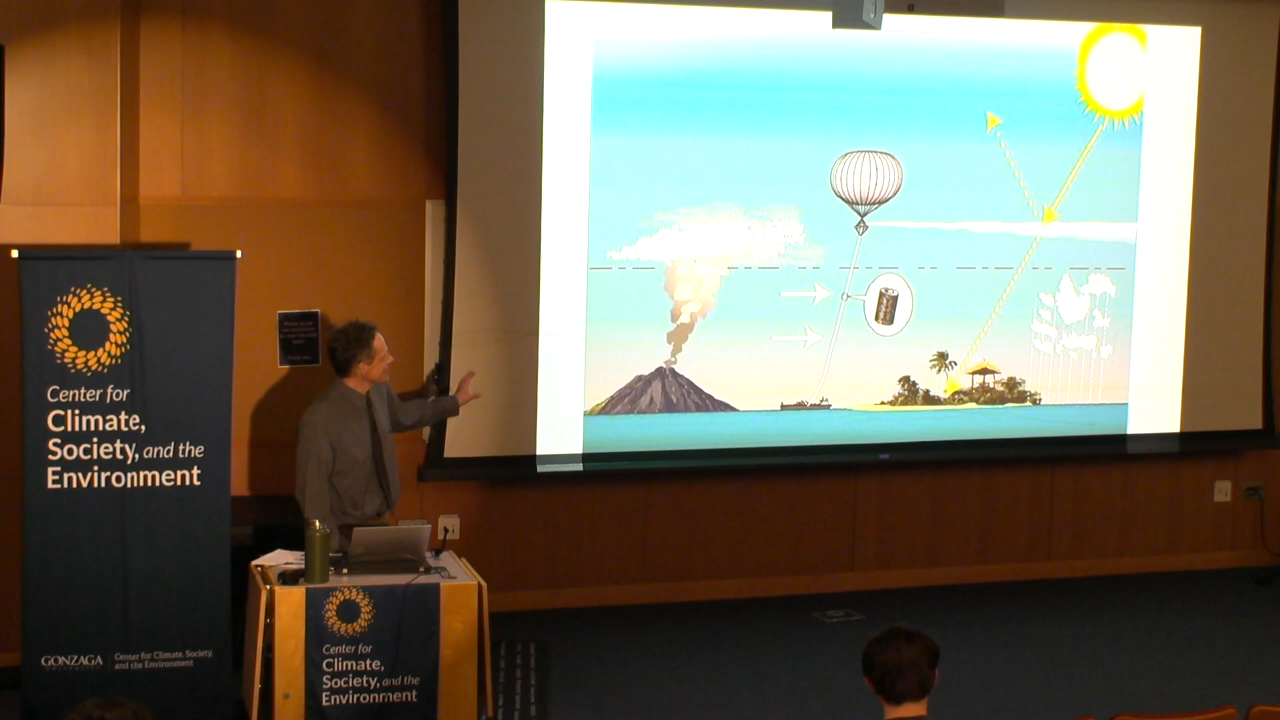 Center for
Climate,
Society, and the
Environment
GONZAGA
Center for Climate, Society,
and the Environment
Center for
Climate,
Society, and the
Environment